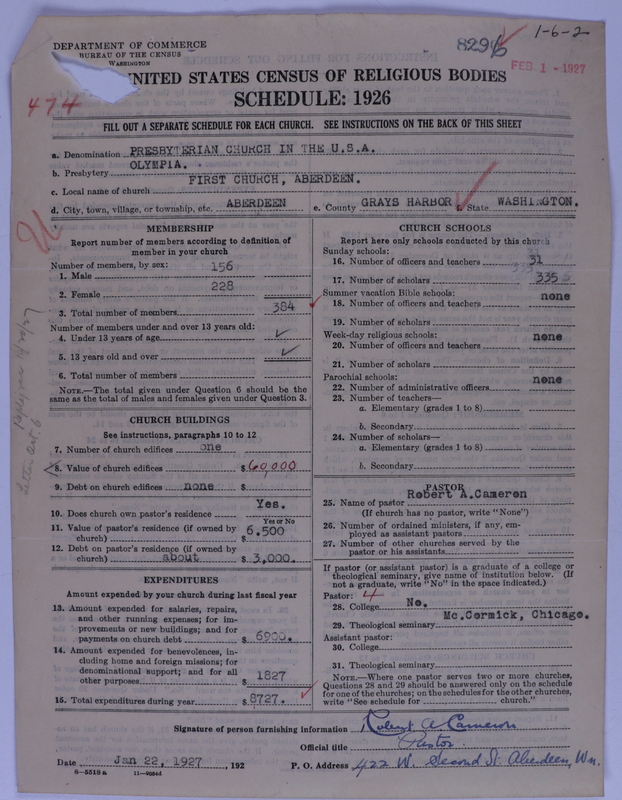 1-6-2
8296
DEPARTMENT OF COMMERCE
BUREAU OF THE CENSUS
WASHINGTON
FEB 1 - 1927
UNITED STATES CENSUS OF RELIGIOUS BODIES
474
SCHEDULE: 1926
FILL OUT A SEPARATE SCHEDULE FOR EACH CHURCH. SEE INSTRUCTIONS ON THE BACK OF THIS SHEET
a. Denomination PRESBYTERIAN CHURCH IN THE U.S.A.
b. Presbytery OLYMPIA.
c. Local name of church FIRST CHURCH, ABERDEEN.
d. City, town, village, or township, etc. ABERDEEN e. County GRAYS HARBOR State WASHINGTON.
MEMBERSHIP
Report number of members according to definition of
member in your church
Number of members, by sex:
1. Male 156
2. Female 228
3. Total number of members 384
Number of members under and over 13 years old:
4. Under 13 years of age
5. 13 years old and over
6. Total number of members
NOTE.—The total given under Question 6 should be the
same as the total of males and females given under Question 3.
CHURCH BUILDINGS
See instructions, paragraphs 10 to 12
7. Number of church edifices one
8. Value of church edifices $60,000
9. Debt on church edifices none $
10. Does church own pastor's residence Yes.
Yes or No
11. Value of pastor's residence (if owned by
church) $6.500
12. Debt on pastor's residence (if owned by
church) about $3,000.
EXPENDITURES
Amount expended by your church during last fiscal year
13. Amount expended for salaries, repairs,
and other running expenses; for im-
provements or new buildings; and for
payments on church debt $6900.
14. Amount expended for benevolences, in-
cluding home and foreign missions; for
denominational support; and for all
other purposes $1827
15. Total expenditures during year $8727.
CHURCH SCHOOLS
Report here only schools conducted by this church
Sunday schools:
16. Number of officers and teachers 31
17. Number of scholars 335
Summer vacation Bible schools:
18. Number of officers and teachers none
19. Number of scholars
Week-day religious schools:
20. Number of officers and teachers none
21. Number of scholars
Parochial schools:
22. Number of administrative officers none
23. Number of teachers—
a. Elementary (grades 1 to 8)
b. Secondary
24. Number of scholars—
a. Elementary (grades 1 to 8)
b. Secondary
PASTOR
25. Name of pastor Robert A.Cameron
(If church has no pastor, write "None")
26. Number of ordained ministers, if any, em-
ployed as assistant pastors
27. Number of other churches served by the
pastor or his assistants
If pastor (or assistant pastor) is a graduate of a college or
theological seminary, give name of institution below. (If
not a graduate, write "No" in the space indicated.)
Pastor: 4
28. College No.
29. Theological seminary Mc.Cormick, Chicago.
Assistant pastor:
30. College
31. Theological seminary
NOTE.—Where one pastor serves two or more churches,
Questions 28 and 29 should be answered only on the schedule
for one of the churches; on the schedules for the other churches,
write "See schedule for church."
Signature of person furnishing information Robert A Cameron
Official title Pastor
Date Jan 22, 1927 , 192 P. O. Address 422 W. Second St. Aberdeen, Wn.
8-5518a 11-9034d